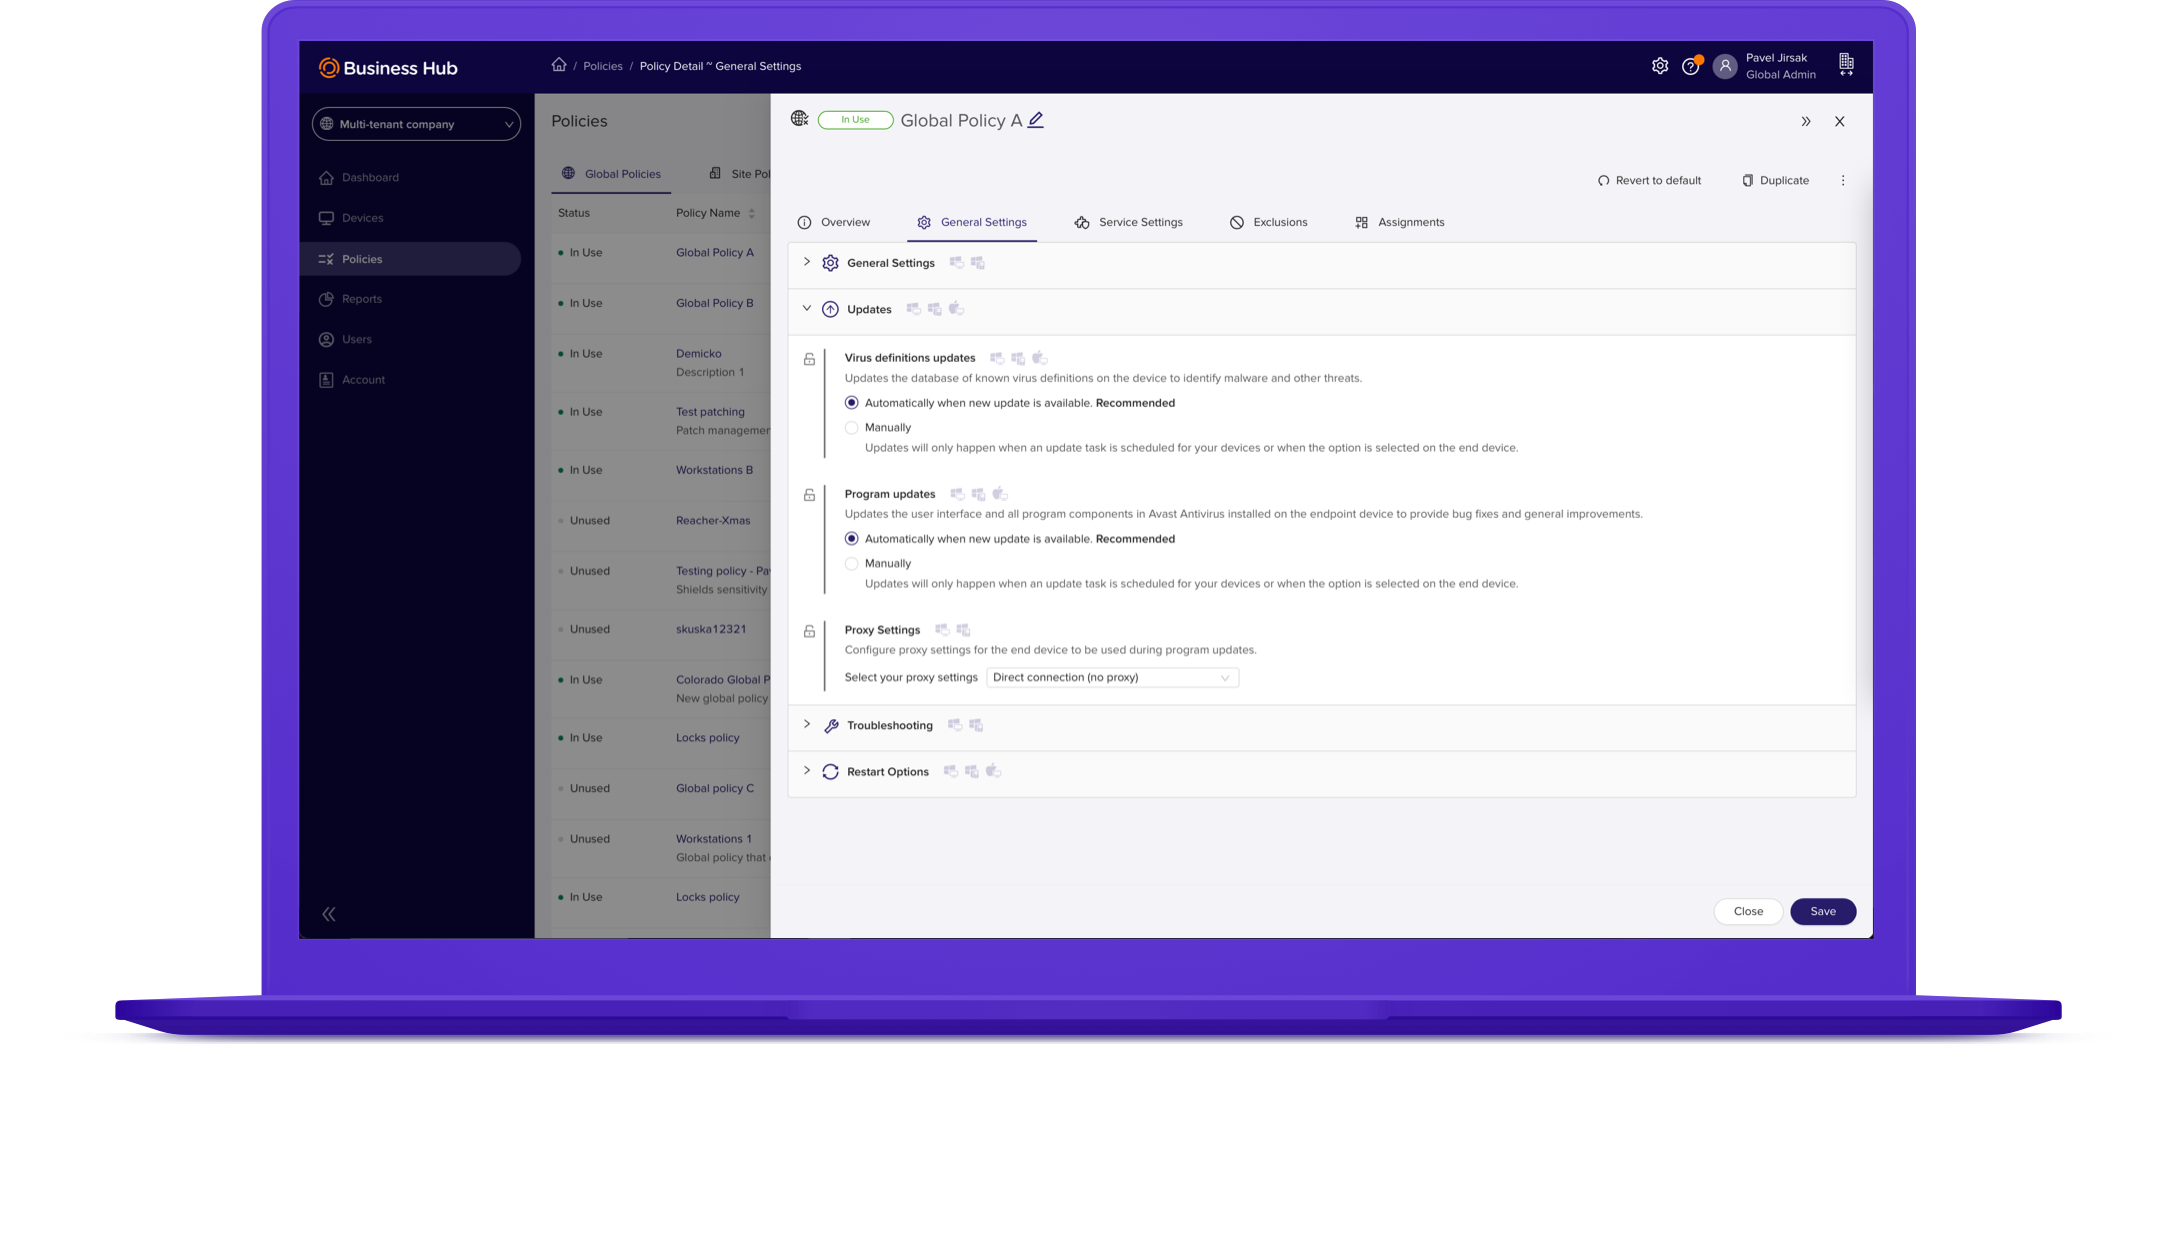 Business Hub
/ Policies / Policy Detail ~ General Settings
Pavel Jirsak
Global Admin
Multi-tenant company
Dashboard
Devices
Policies
Reports
Users
Account
Policies
Global Policies
Site Pol
Status
Policy Name
In Use
Global Policy A
In Use
Global Policy B
In Use
Demicko
Description 1
In Use
Test patching
Patch managemer
In Use
Workstations B
Unused
Reacher-Xmas
Unused
Testing policy - Pa
Shields sensitivity
Unused
skuska12321
In Use
Colorado Global P
New global policy
In Use
Locks policy
Unused
Global policy C
Unused
Workstations 1
Global policy that
In Use
Locks policy
In Use
Global Policy A
Revert to default
Duplicate
Overview
General Settings
Service Settings
Exclusions
Assignments
General Settings
Updates
Virus definitions updates
Updates the database of known virus definitions on the device to identify malware and other threats.
Automatically when new update is available. Recommended
Manually
Updates will only happen when an update task is scheduled for your devices or when the option is selected on the end device.
Program updates
Updates the user interface and all program components in Avast Antivirus installed on the endpoint device to provide bug fixes and general improvements.
Automatically when new update is available. Recommended
Manually
Updates will only happen when an update task is scheduled for your devices or when the option is selected on the end device.
Proxy Settings
Configure proxy settings for the end device to be used during program updates.
Select your proxy settings
Direct connection (no proxy)
Troubleshooting
Restart Options
Close
Save